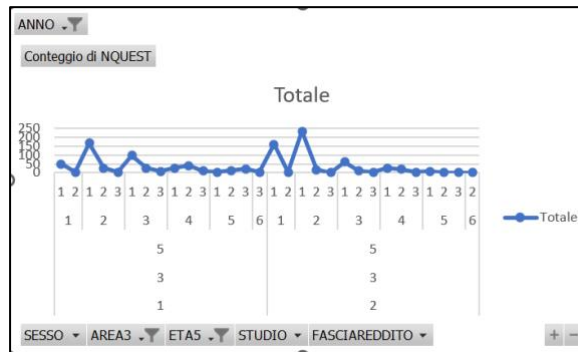 ANNO
Conteggio di NQUEST
Totale
250
200
150
100
50
0
1 2 1 2 3 1 2 3 1 2 3 1 2 3 3 1 2 1 2 3 1 2 3 1 2 3 1 2 3 2
1 2 3 4 5 6 1 2 3 4 5 6
5 5
3 3
1 2
Totale
SESSO AREA3 ETA5 STUDIO FASCIAREDDITO + −